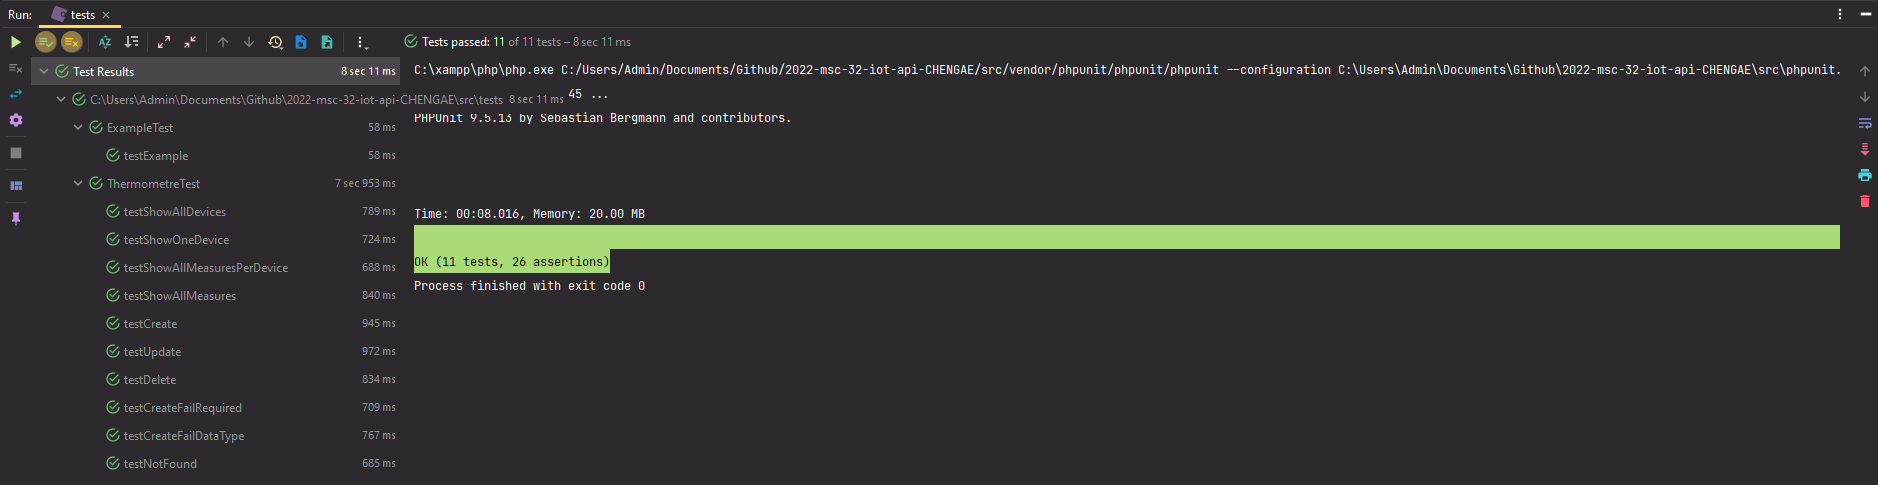 Run: tests
Tests passed: 11 of 11 tests – 8 sec 11 ms
Test Results 8 sec 11 ms
C:\Users\Admin\Documents\Github\2022-msc-32-iot-api-CHENGAE\src\tests 8 sec 11 ms
ExampleTest 58 ms
testExample 58 ms
ThermometreTest 7 sec 953 ms
testShowAllDevices 789 ms
testShowOneDevice 724 ms
testShowAllMeasuresPerDevice 688 ms
testShowAllMeasures 840 ms
testCreate 945 ms
testUpdate 972 ms
testDelete 834 ms
testCreateFailRequired 709 ms
testCreateFailDataType 767 ms
testNotFound 685 ms
C:\xampp\php\php.exe C:/Users/Admin/Documents/Github/2022-msc-32-iot-api-CHENGAE/src/vendor/phpunit/phpunit/phpunit --configuration C:\Users\Admin\Documents\Github\2022-msc-32-iot-api-CHENGAE\src\phpunit.
45 ...
PHPUnit 9.5.13 by Sebastian Bergmann and contributors.
Time: 00:08.016, Memory: 20.00 MB
OK (11 tests, 26 assertions)
Process finished with exit code 0